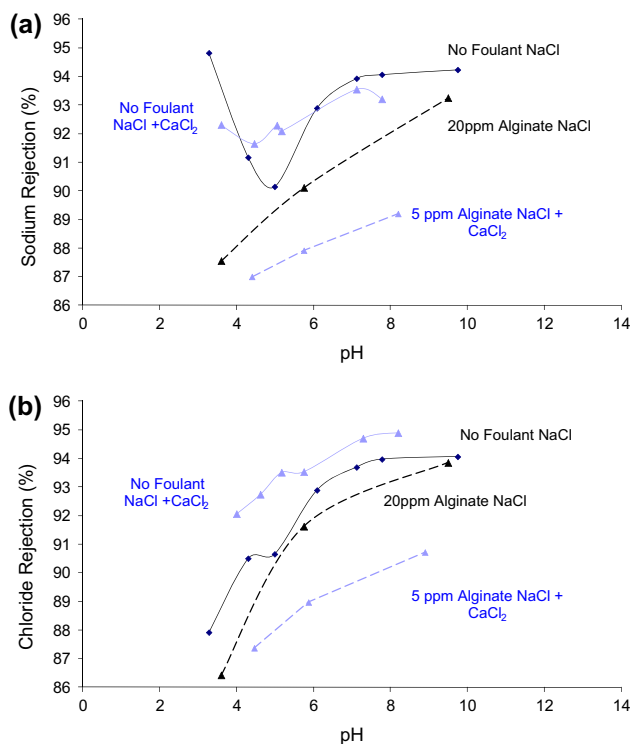 (a)
Sodium Rejection (%)
96
95
94
93
92
91
90
89
88
87
86
No Foulant NaCl
No Foulant
NaCl +CaCl₂
20ppm Alginate NaCl
5 ppm Alginate NaCl +
CaCl₂
0 2 4 6 8 10 12 14
pH
(b)
Chloride Rejection (%)
96
95
94
93
92
91
90
89
88
87
86
No Foulant NaCl
No Foulant
NaCl +CaCl₂
20ppm Alginate NaCl
5 ppm Alginate NaCl +
CaCl₂
0 2 4 6 8 10 12 14
pH